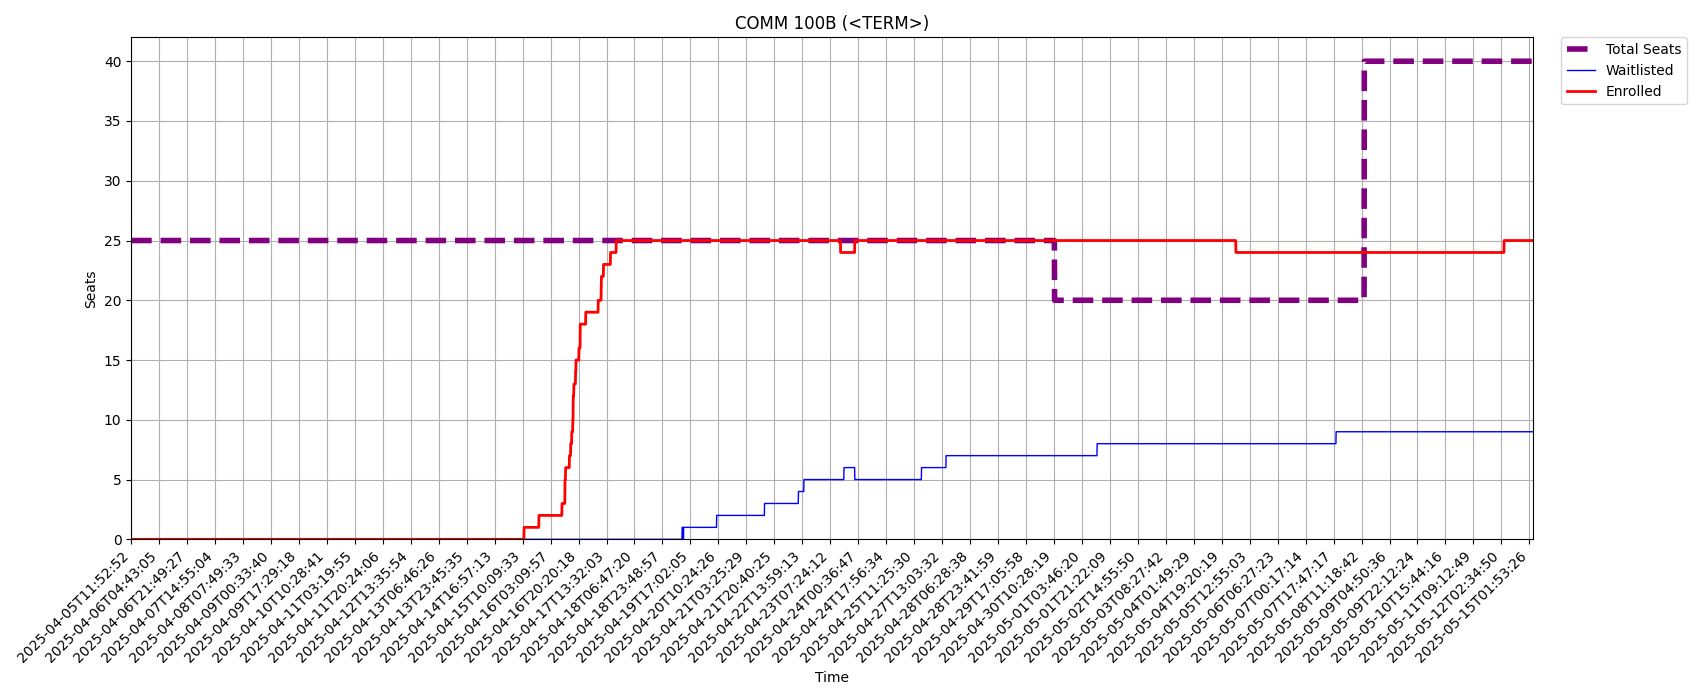 COMM 100B (<TERM>)
Total Seats
Waitlisted
Enrolled
Seats
40
35
30
25
20
15
10
5
0
2025-04-05T11:52:52
2025-04-06T04:43:05
2025-04-06T21:49:27
2025-04-07T14:55:04
2025-04-08T07:49:33
2025-04-09T00:33:40
2025-04-09T17:29:18
2025-04-10T10:28:41
2025-04-11T03:19:55
2025-04-11T20:24:06
2025-04-12T13:35:54
2025-04-13T06:46:26
2025-04-13T23:45:35
2025-04-14T16:57:13
2025-04-15T10:09:33
2025-04-16T03:09:57
2025-04-16T20:20:18
2025-04-17T13:32:03
2025-04-18T06:47:20
2025-04-18T23:48:57
2025-04-19T17:02:05
2025-04-20T10:24:26
2025-04-21T03:25:29
2025-04-21T20:40:25
2025-04-22T13:59:13
2025-04-23T07:24:12
2025-04-24T00:36:47
2025-04-24T17:56:34
2025-04-25T11:25:30
2025-04-27T13:03:32
2025-04-28T06:28:38
2025-04-28T23:41:59
2025-04-29T17:05:58
2025-04-30T10:28:19
2025-05-01T03:46:20
2025-05-01T21:22:09
2025-05-02T14:55:50
2025-05-03T08:27:42
2025-05-04T01:49:29
2025-05-04T19:20:19
2025-05-05T12:55:03
2025-05-06T06:27:23
2025-05-07T00:17:14
2025-05-07T17:47:17
2025-05-08T11:18:42
2025-05-09T04:50:36
2025-05-09T22:12:24
2025-05-10T15:44:16
2025-05-11T09:12:49
2025-05-12T02:34:50
2025-05-15T01:53:26
Time